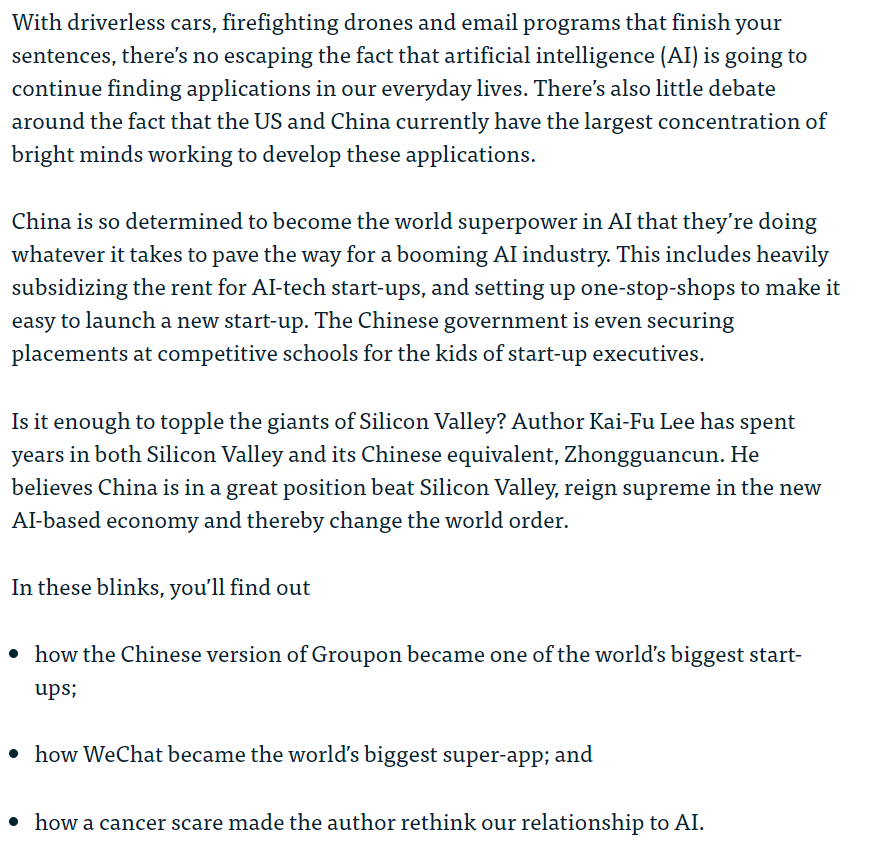 With driverless cars, firefighting drones and email programs that finish your
sentences, there’s no escaping the fact that artificial intelligence (AI) is going to
continue finding applications in our everyday lives. There’s also little debate
around the fact that the US and China currently have the largest concentration of
bright minds working to develop these applications.
China is so determined to become the world superpower in AI that they’re doing
whatever it takes to pave the way for a booming AI industry. This includes heavily
subsidizing the rent for AI-tech start-ups, and setting up one-stop-shops to make it
easy to launch a new start-up. The Chinese government is even securing
placements at competitive schools for the kids of start-up executives.
Is it enough to topple the giants of Silicon Valley? Author Kai-Fu Lee has spent
years in both Silicon Valley and its Chinese equivalent, Zhongguancun. He
believes China is in a great position beat Silicon Valley, reign supreme in the new
AI-based economy and thereby change the world order.
In these blinks, you’ll find out
• how the Chinese version of Groupon became one of the world’s biggest start-
ups;
• how WeChat became the world’s biggest super-app; and
• how a cancer scare made the author rethink our relationship to AI.